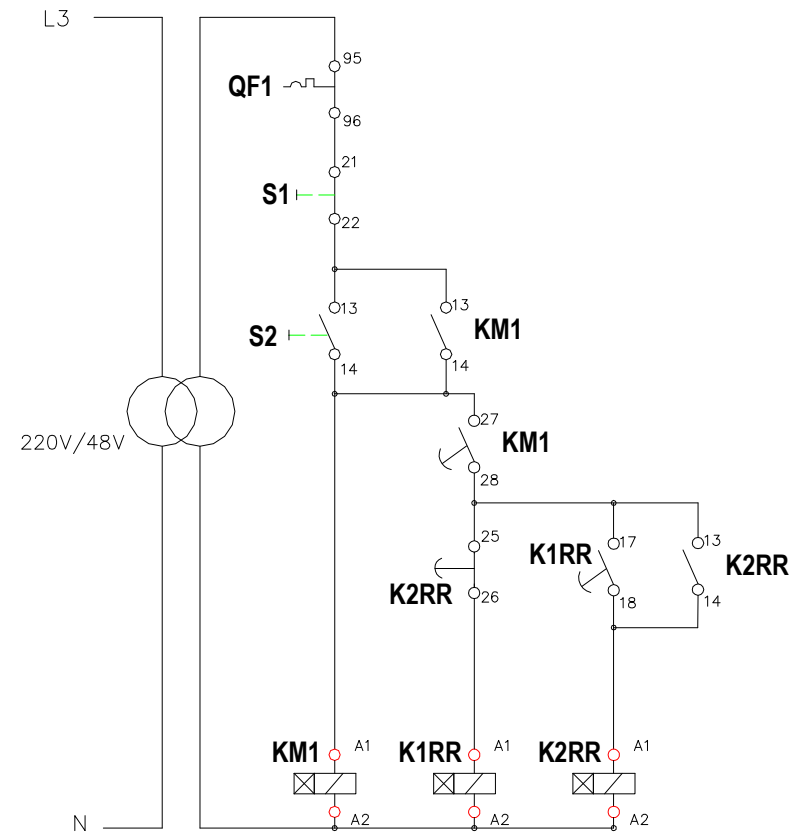 L3
95
QF1
96
21
S1
22
13 13
S2 KM1
14 14
27
220V/48V KM1
28
25 17 13
K1RR K2RR
K2RR 26 18 14
KM1 A1 K1RR A1 K2RR A1
N A2 A2 A2